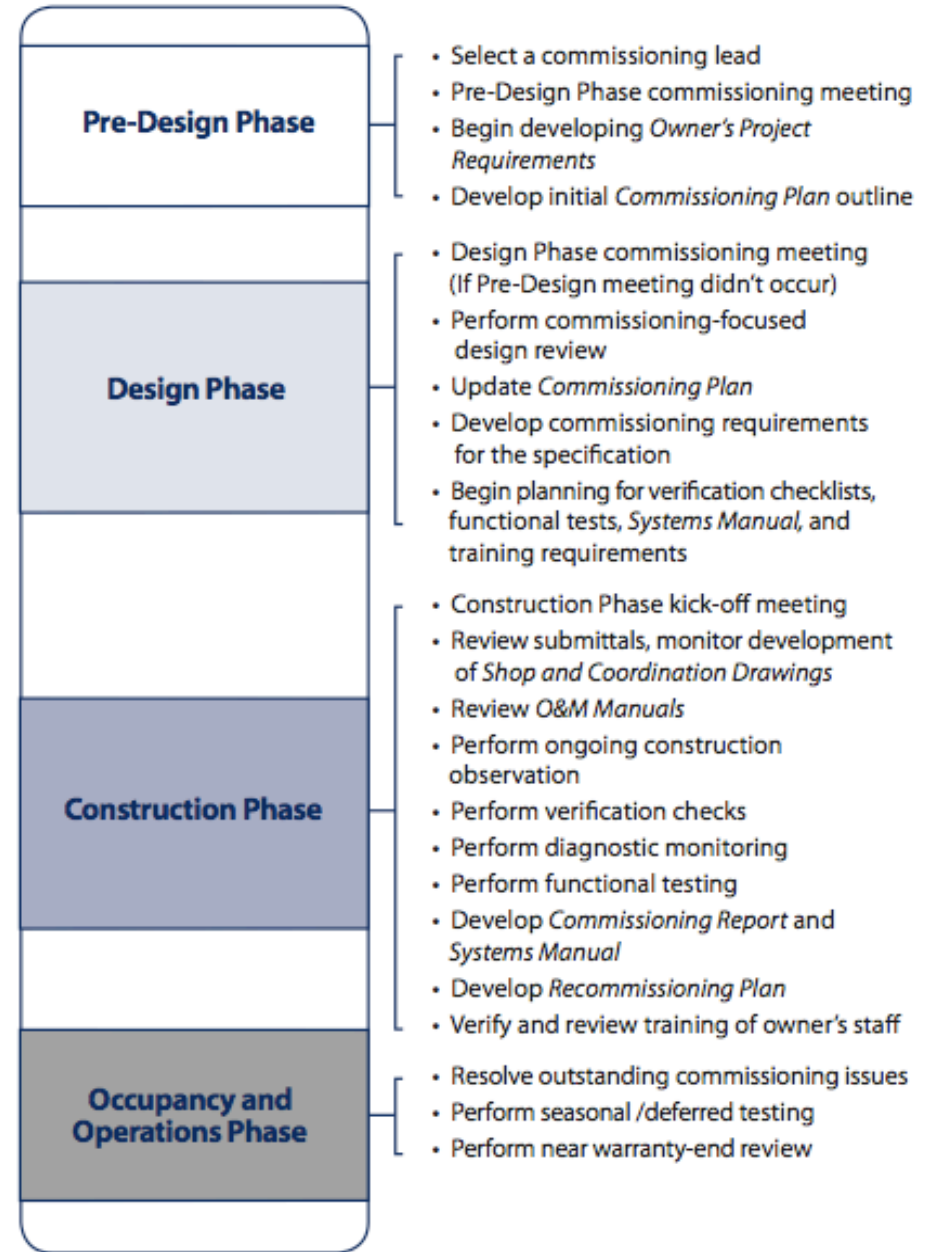 Pre-Design Phase
• Select a commissioning lead
• Pre-Design Phase commissioning meeting
• Begin developing Owner's Project
Requirements
• Develop initial Commissioning Plan outline
Design Phase
• Design Phase commissioning meeting
(If Pre-Design meeting didn't occur)
• Perform commissioning-focused
design review
• Update Commissioning Plan
• Develop commissioning requirements
for the specification
• Begin planning for verification checklists,
functional tests, Systems Manual, and
training requirements
Construction Phase
• Construction Phase kick-off meeting
• Review submittals, monitor development
of Shop and Coordination Drawings
• Review O&M Manuals
• Perform ongoing construction
observation
• Perform verification checks
• Perform diagnostic monitoring
• Perform functional testing
• Develop Commissioning Report and
Systems Manual
• Develop Recommissioning Plan
• Verify and review training of owner's staff
Occupancy and
Operations Phase
• Resolve outstanding commissioning issues
• Perform seasonal /deferred testing
• Perform near warranty-end review